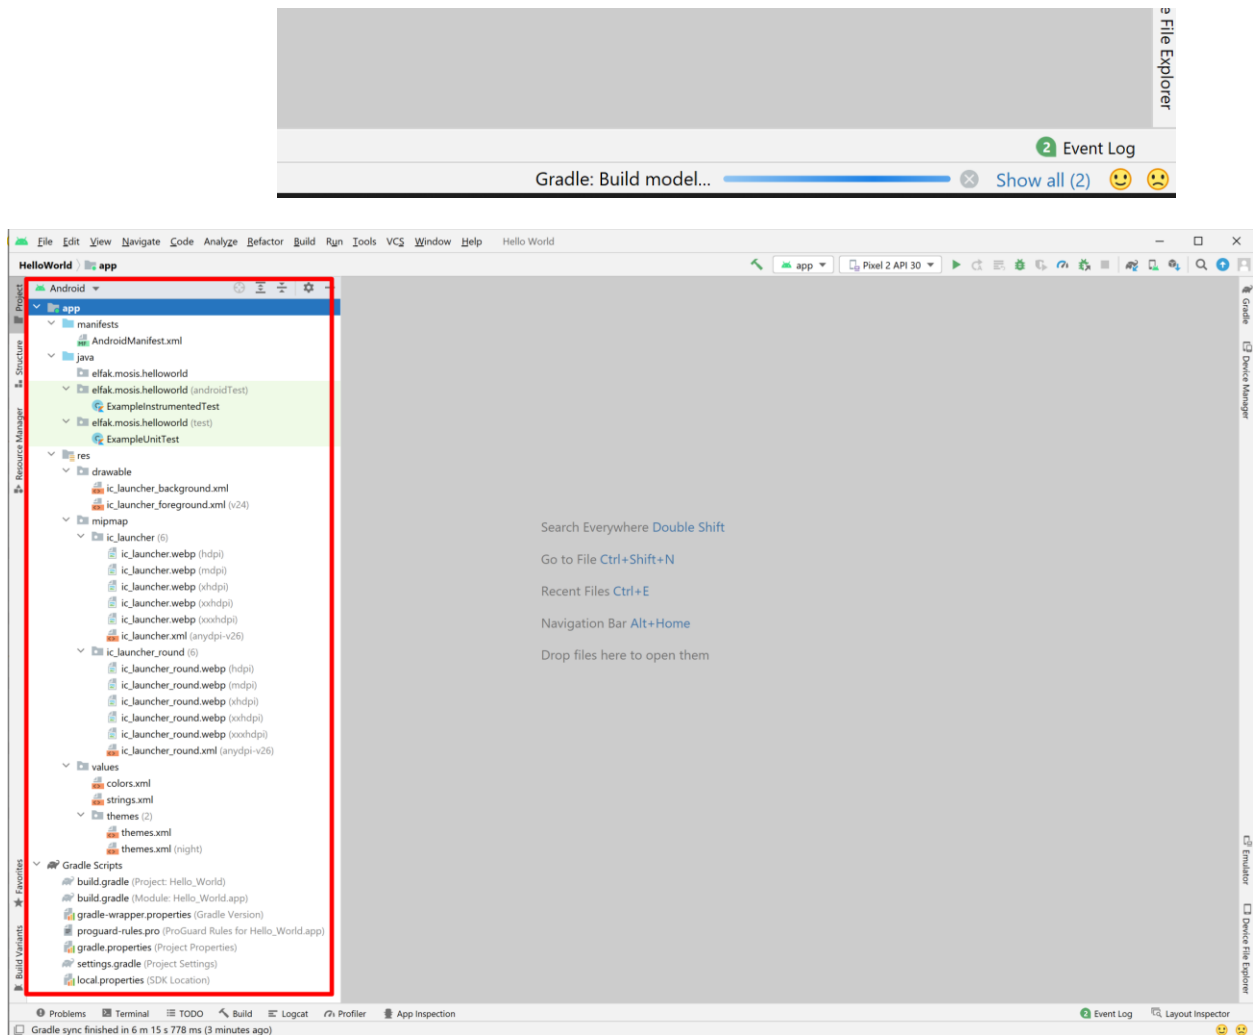 e File Explorer
2 Event Log
Gradle: Build model... Show all (2)
File Edit View Navigate Code Analyze Refactor Build Run Tools VCS Window Help Hello World
HelloWorld app
app Pixel 2 API 30
Project
Structure
Resource Manager
Favorites
Build Variants
Android
app
manifests
AndroidManifest.xml
java
elfak.mosis.helloworld
elfak.mosis.helloworld (androidTest)
ExampleInstrumentedTest
elfak.mosis.helloworld (test)
ExampleUnitTest
res
drawable
ic_launcher_background.xml
ic_launcher_foreground.xml (v24)
mipmap
ic_launcher (6)
ic_launcher.webp (hdpi)
ic_launcher.webp (mdpi)
ic_launcher.webp (xhdpi)
ic_launcher.webp (xxhdpi)
ic_launcher.webp (xxxhdpi)
ic_launcher.xml (anydpi-v26)
ic_launcher_round (6)
ic_launcher_round.webp (hdpi)
ic_launcher_round.webp (mdpi)
ic_launcher_round.webp (xhdpi)
ic_launcher_round.webp (xxhdpi)
ic_launcher_round.webp (xxxhdpi)
ic_launcher_round.xml (anydpi-v26)
values
colors.xml
strings.xml
themes (2)
themes.xml
themes.xml (night)
Gradle Scripts
build.gradle (Project: Hello_World)
build.gradle (Module: Hello_World.app)
gradle-wrapper.properties (Gradle Version)
proguard-rules.pro (ProGuard Rules for Hello_World.app)
gradle.properties (Project Properties)
settings.gradle (Project Settings)
local.properties (SDK Location)
Search Everywhere Double Shift
Go to File Ctrl+Shift+N
Recent Files Ctrl+E
Navigation Bar Alt+Home
Drop files here to open them
Gradle
Device Manager
Emulator
Device File Explorer
Problems Terminal TODO Build Logcat Profiler App Inspection 2 Event Log Layout Inspector
Gradle sync finished in 6 m 15 s 778 ms (3 minutes ago)